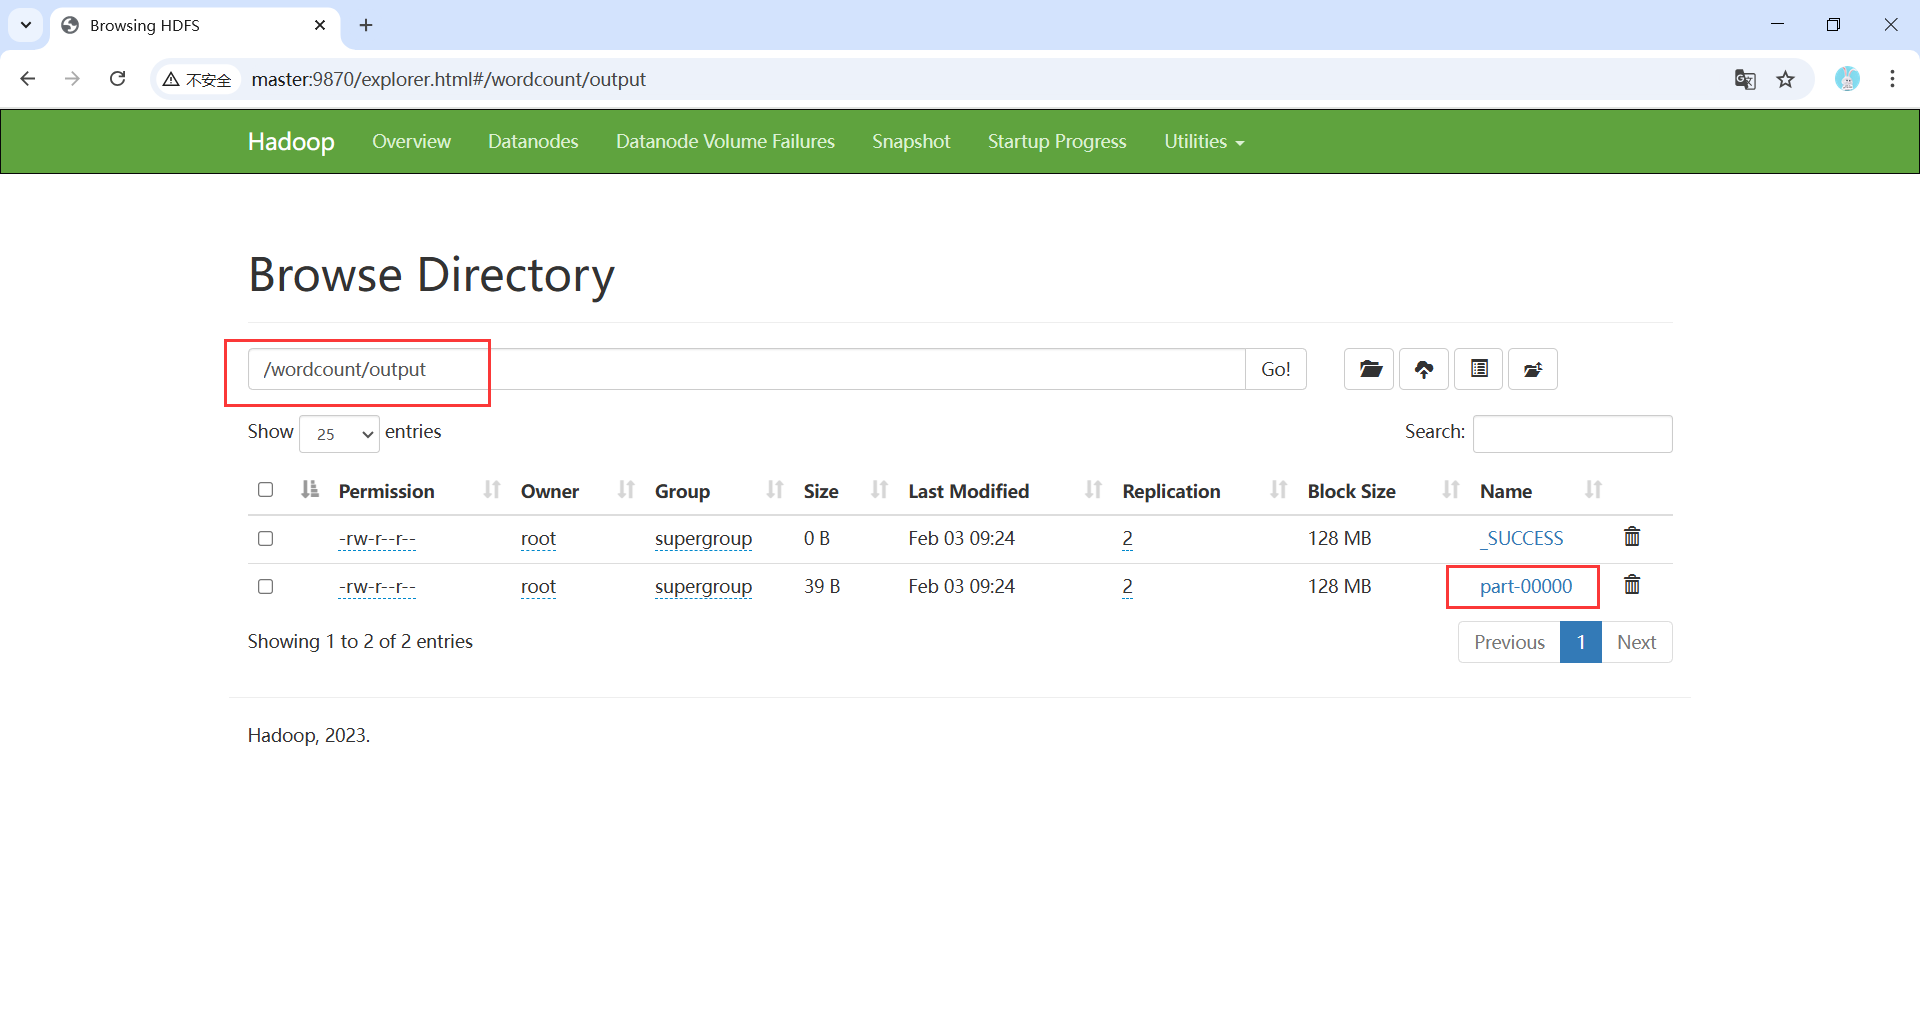 Browsing HDFS
不安全 master:9870/explorer.html#/wordcount/output
Hadoop Overview Datanodes Datanode Volume Failures Snapshot Startup Progress Utilities
Browse Directory
/wordcount/output Go!
Show 25 entries Search:
Permission Owner Group Size Last Modified Replication Block Size Name
-rw-r--r-- root supergroup 0 B Feb 03 09:24 2 128 MB _SUCCESS
-rw-r--r-- root supergroup 39 B Feb 03 09:24 2 128 MB part-00000
Showing 1 to 2 of 2 entries Previous 1 Next
Hadoop, 2023.